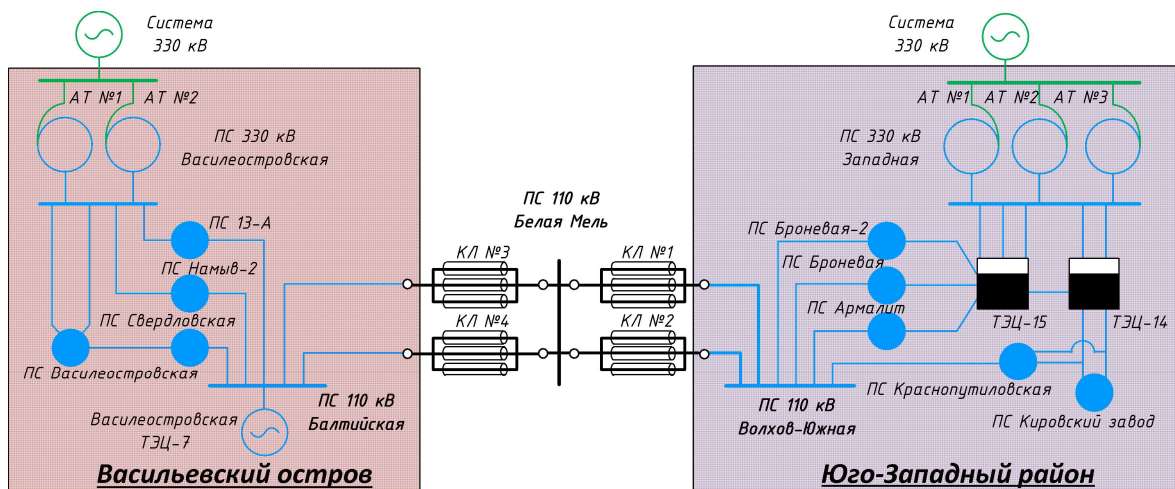 Система
330 кВ
АТ №1
АТ №2
ПС 330 кВ
Василеостровская
ПС 13-А
ПС Намыв-2
ПС Свердловская
ПС Василеостровская
Василеостровская
ТЭЦ-7
ПС 110 кВ
Балтийская
Васильевский остров
ПС 110 кВ
Белая Мель
КЛ №3
КЛ №1
КЛ №4
КЛ №2
Система
330 кВ
АТ №1
АТ №2
АТ №3
ПС 330 кВ
Западная
ПС Броневая-2
ПС Броневая
ПС Армалит
ТЭЦ-15
ТЭЦ-14
ПС Краснопутиловская
ПС Кировский завод
ПС 110 кВ
Волхов-Южная
Юго-Западный район